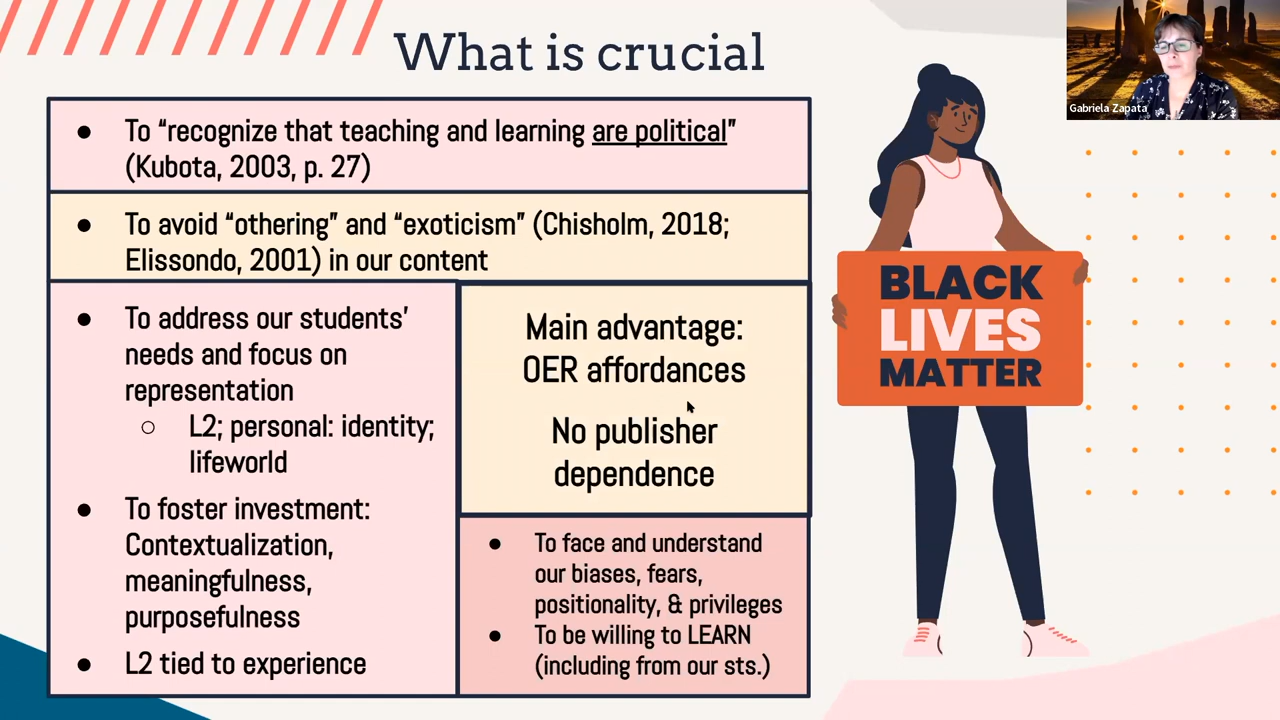 What is crucial
● To “recognize that teaching and learning are political”
(Kubota, 2003, p. 27)
● To avoid “othering” and “exoticism” (Chisholm, 2018;
Elissondo, 2001) in our content
● To address our students’
needs and focus on
representation
○ L2; personal: identity;
lifeworld
● To foster investment:
Contextualization,
meaningfulness,
purposefulness
● L2 tied to experience
Main advantage:
OER affordances
No publisher
dependence
● To face and understand
our biases, fears,
positionality, & privileges
● To be willing to LEARN
(including from our sts.)
BLACK
LIVES
MATTER
Gabriela Zapata